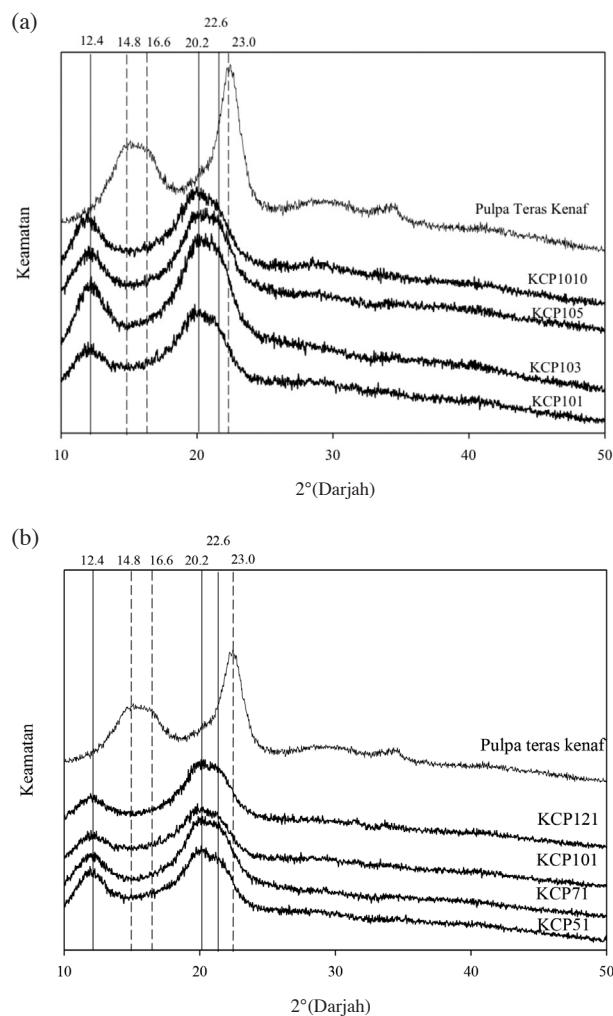 (a)
22.6
12.4 14.8 16.6 20.2 23.0
Keamatan
Pulpa Teras Kenaf
KCP1010
KCP105
KCP103
KCP101
10 20 30 40 50
2°(Darjah)
(b)
22.6
12.4 14.8 16.6 20.2 23.0
Keamatan
Pulpa teras kenaf
KCP121
KCP101
KCP71
KCP51
10 20 30 40 50
2°(Darjah)